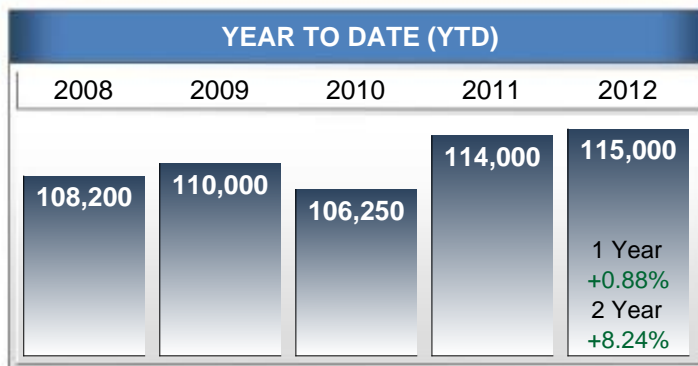 YEAR TO DATE (YTD)
2008 2009 2010 2011 2012
108,200 110,000 106,250 114,000 115,000
1 Year
+0.88%
2 Year
+8.24%